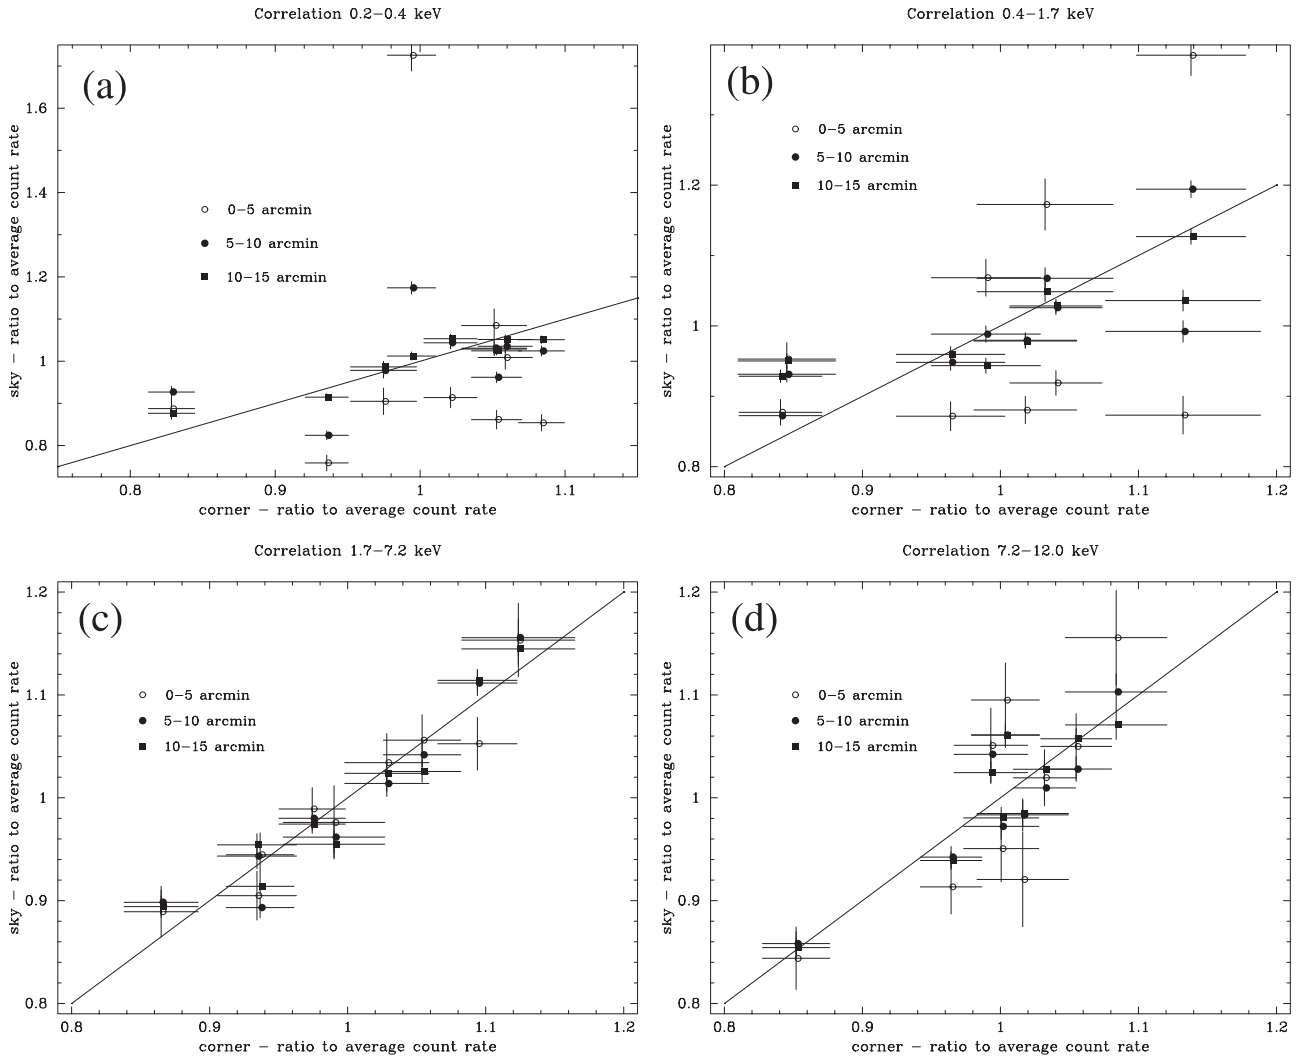 Correlation 0.2−0.4 keV
(a)
1.6
1.4
1.2
1
0.8
sky − ratio to average count rate
0−5 arcmin
5−10 arcmin
10−15 arcmin
0.8 0.9 1 1.1
corner − ratio to average count rate
Correlation 0.4−1.7 keV
(b)
1.2
1
0.8
sky − ratio to average count rate
0−5 arcmin
5−10 arcmin
10−15 arcmin
0.8 0.9 1 1.1 1.2
corner − ratio to average count rate
Correlation 1.7−7.2 keV
(c)
1.2
1.1
1
0.9
0.8
sky − ratio to average count rate
0−5 arcmin
5−10 arcmin
10−15 arcmin
0.8 0.9 1 1.1 1.2
corner − ratio to average count rate
Correlation 7.2−12.0 keV
(d)
1.2
1.1
1
0.9
0.8
sky − ratio to average count rate
0−5 arcmin
5−10 arcmin
10−15 arcmin
0.8 0.9 1 1.1 1.2
corner − ratio to average count rate